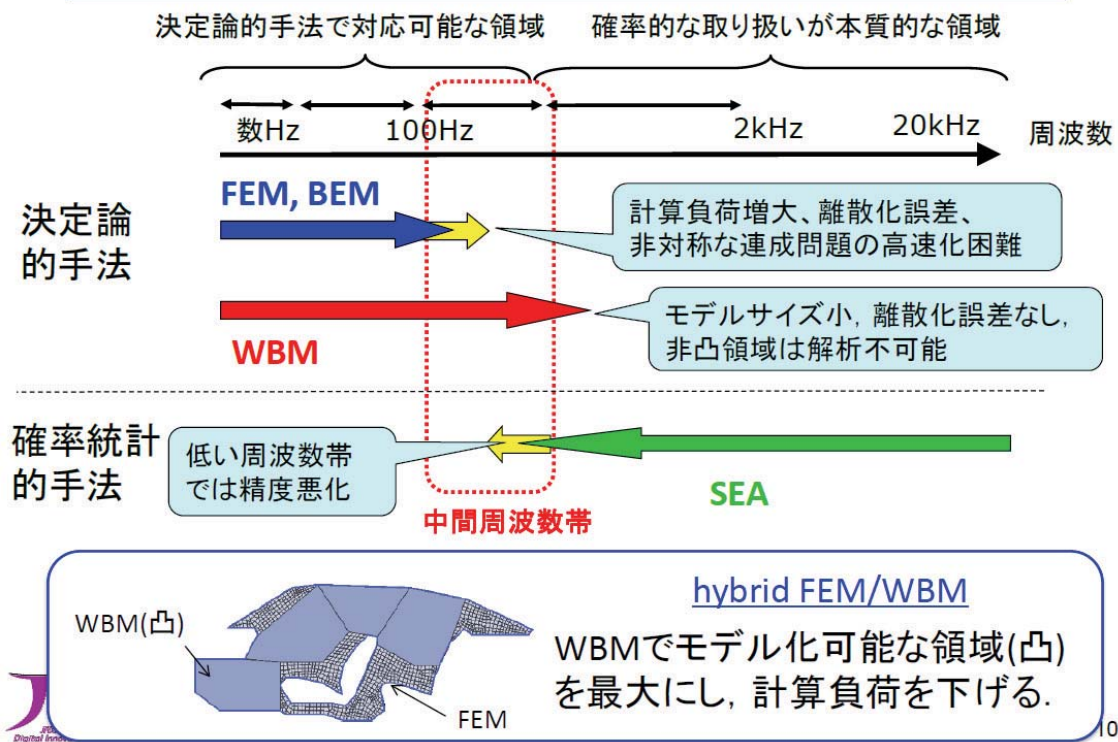 決定論的手法で対応可能な領域
確率的な取り扱いが本質的な領域
数Hz
100Hz
2kHz
20kHz
周波数
決定論
的手法
FEM, BEM
計算負荷増大、離散化誤差、
非対称な連成問題の高速化困難
WBM
モデルサイズ小, 離散化誤差なし,
非凸領域は解析不可能
確率統計
的手法
低い周波数帯
では精度悪化
SEA
中間周波数帯
WBM(凸)
FEM
hybrid FEM/WBM
WBMでモデル化可能な領域(凸)
を最大にし, 計算負荷を下げる.
Digital Innov
10